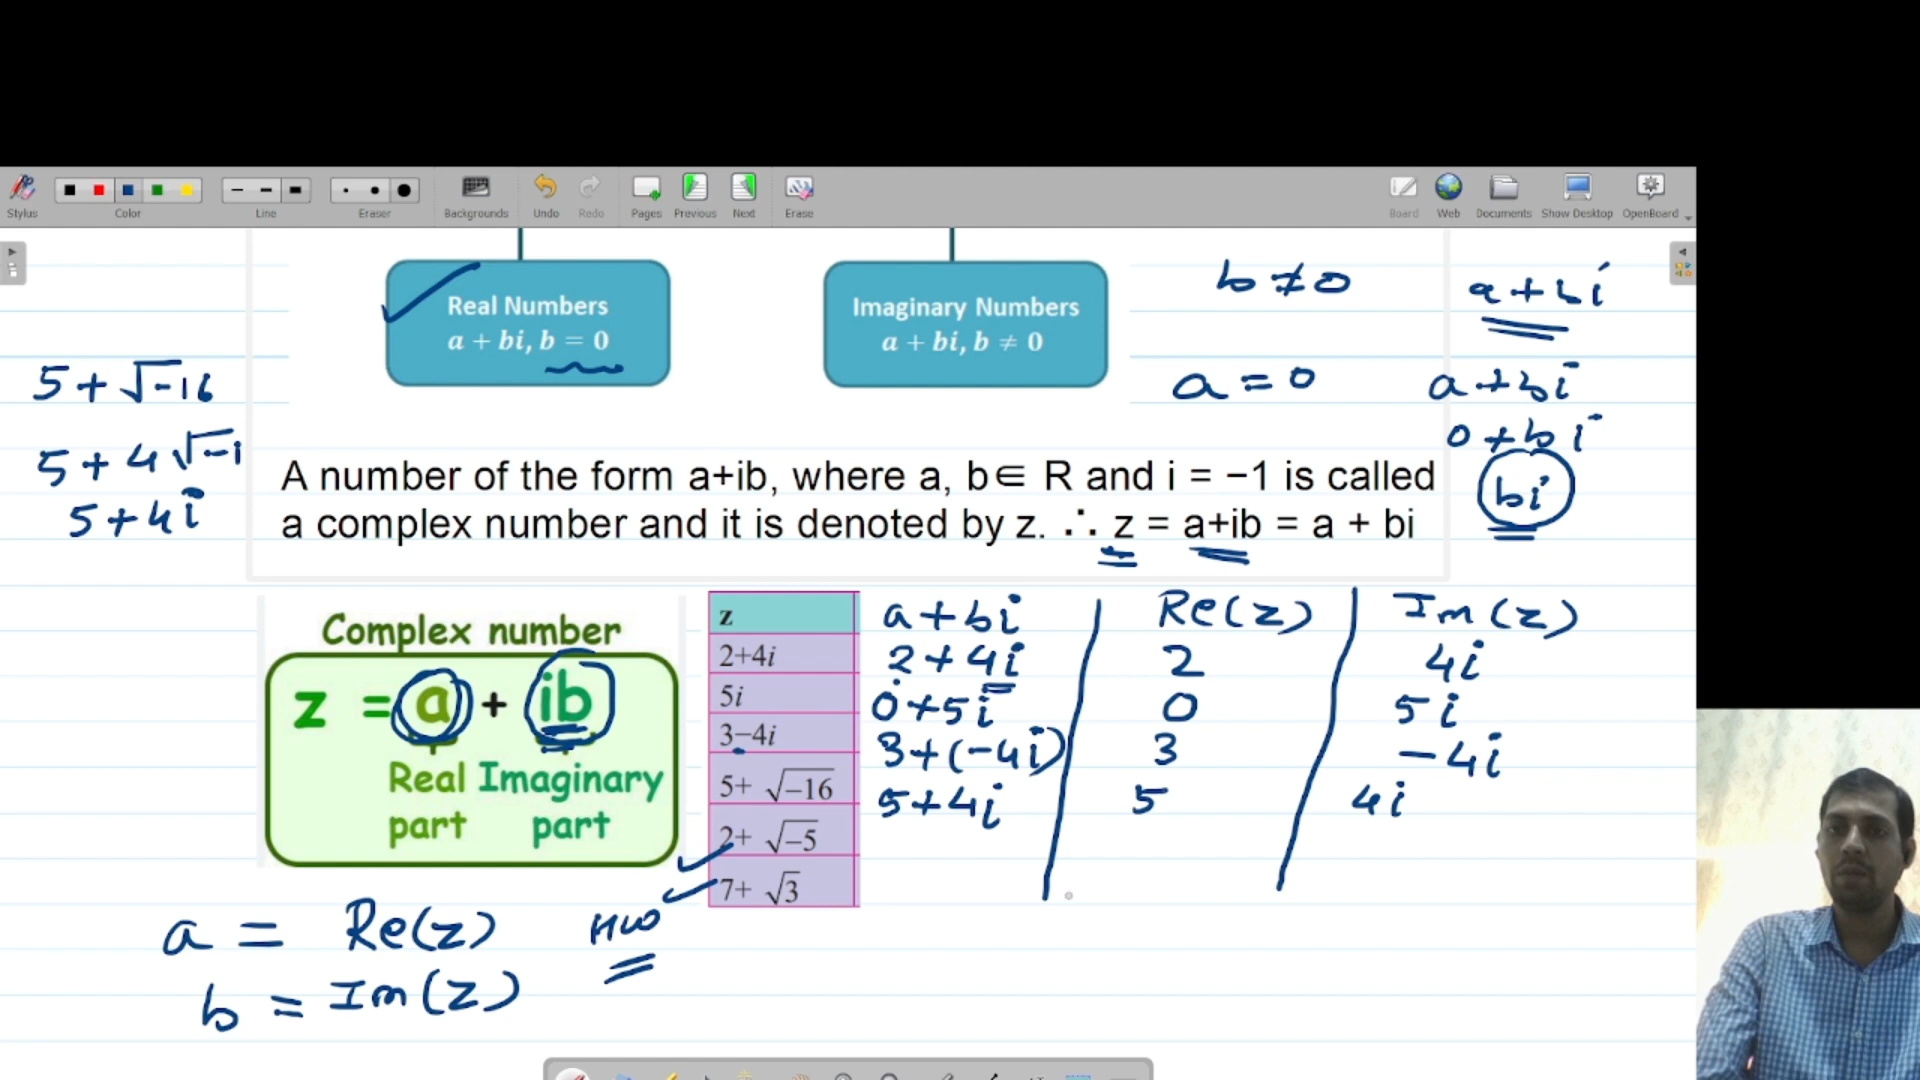 Stylus Color Line Eraser Backgrounds Undo Redo Pages Previous Next Erase Board Web Documents Show Desktop OpenBoard
Real Numbers
a + bi, b = 0
Imaginary Numbers
a + bi, b ≠ 0
b ≠ 0
a + bi
a = 0
a + bi
0 + bi
bi
5 + √-16
5 + 4√-1
5 + 4i
A number of the form a+ib, where a, b∈ R and i = −1 is called
a complex number and it is denoted by z. ∴ z = a+ib = a + bi
Complex number
z = a + ib
Real Imaginary
part part
z a + bi Re(z) Im(z)
2+4i 2 + 4i 2 4i
5i 0 + 5i 0 5i
3−4i 3+(-4i) 3 -4i
5+ √−16 5+4i 5 4i
2+ √−5
7+ √3
a = Re(z)
b = Im(z)
HW